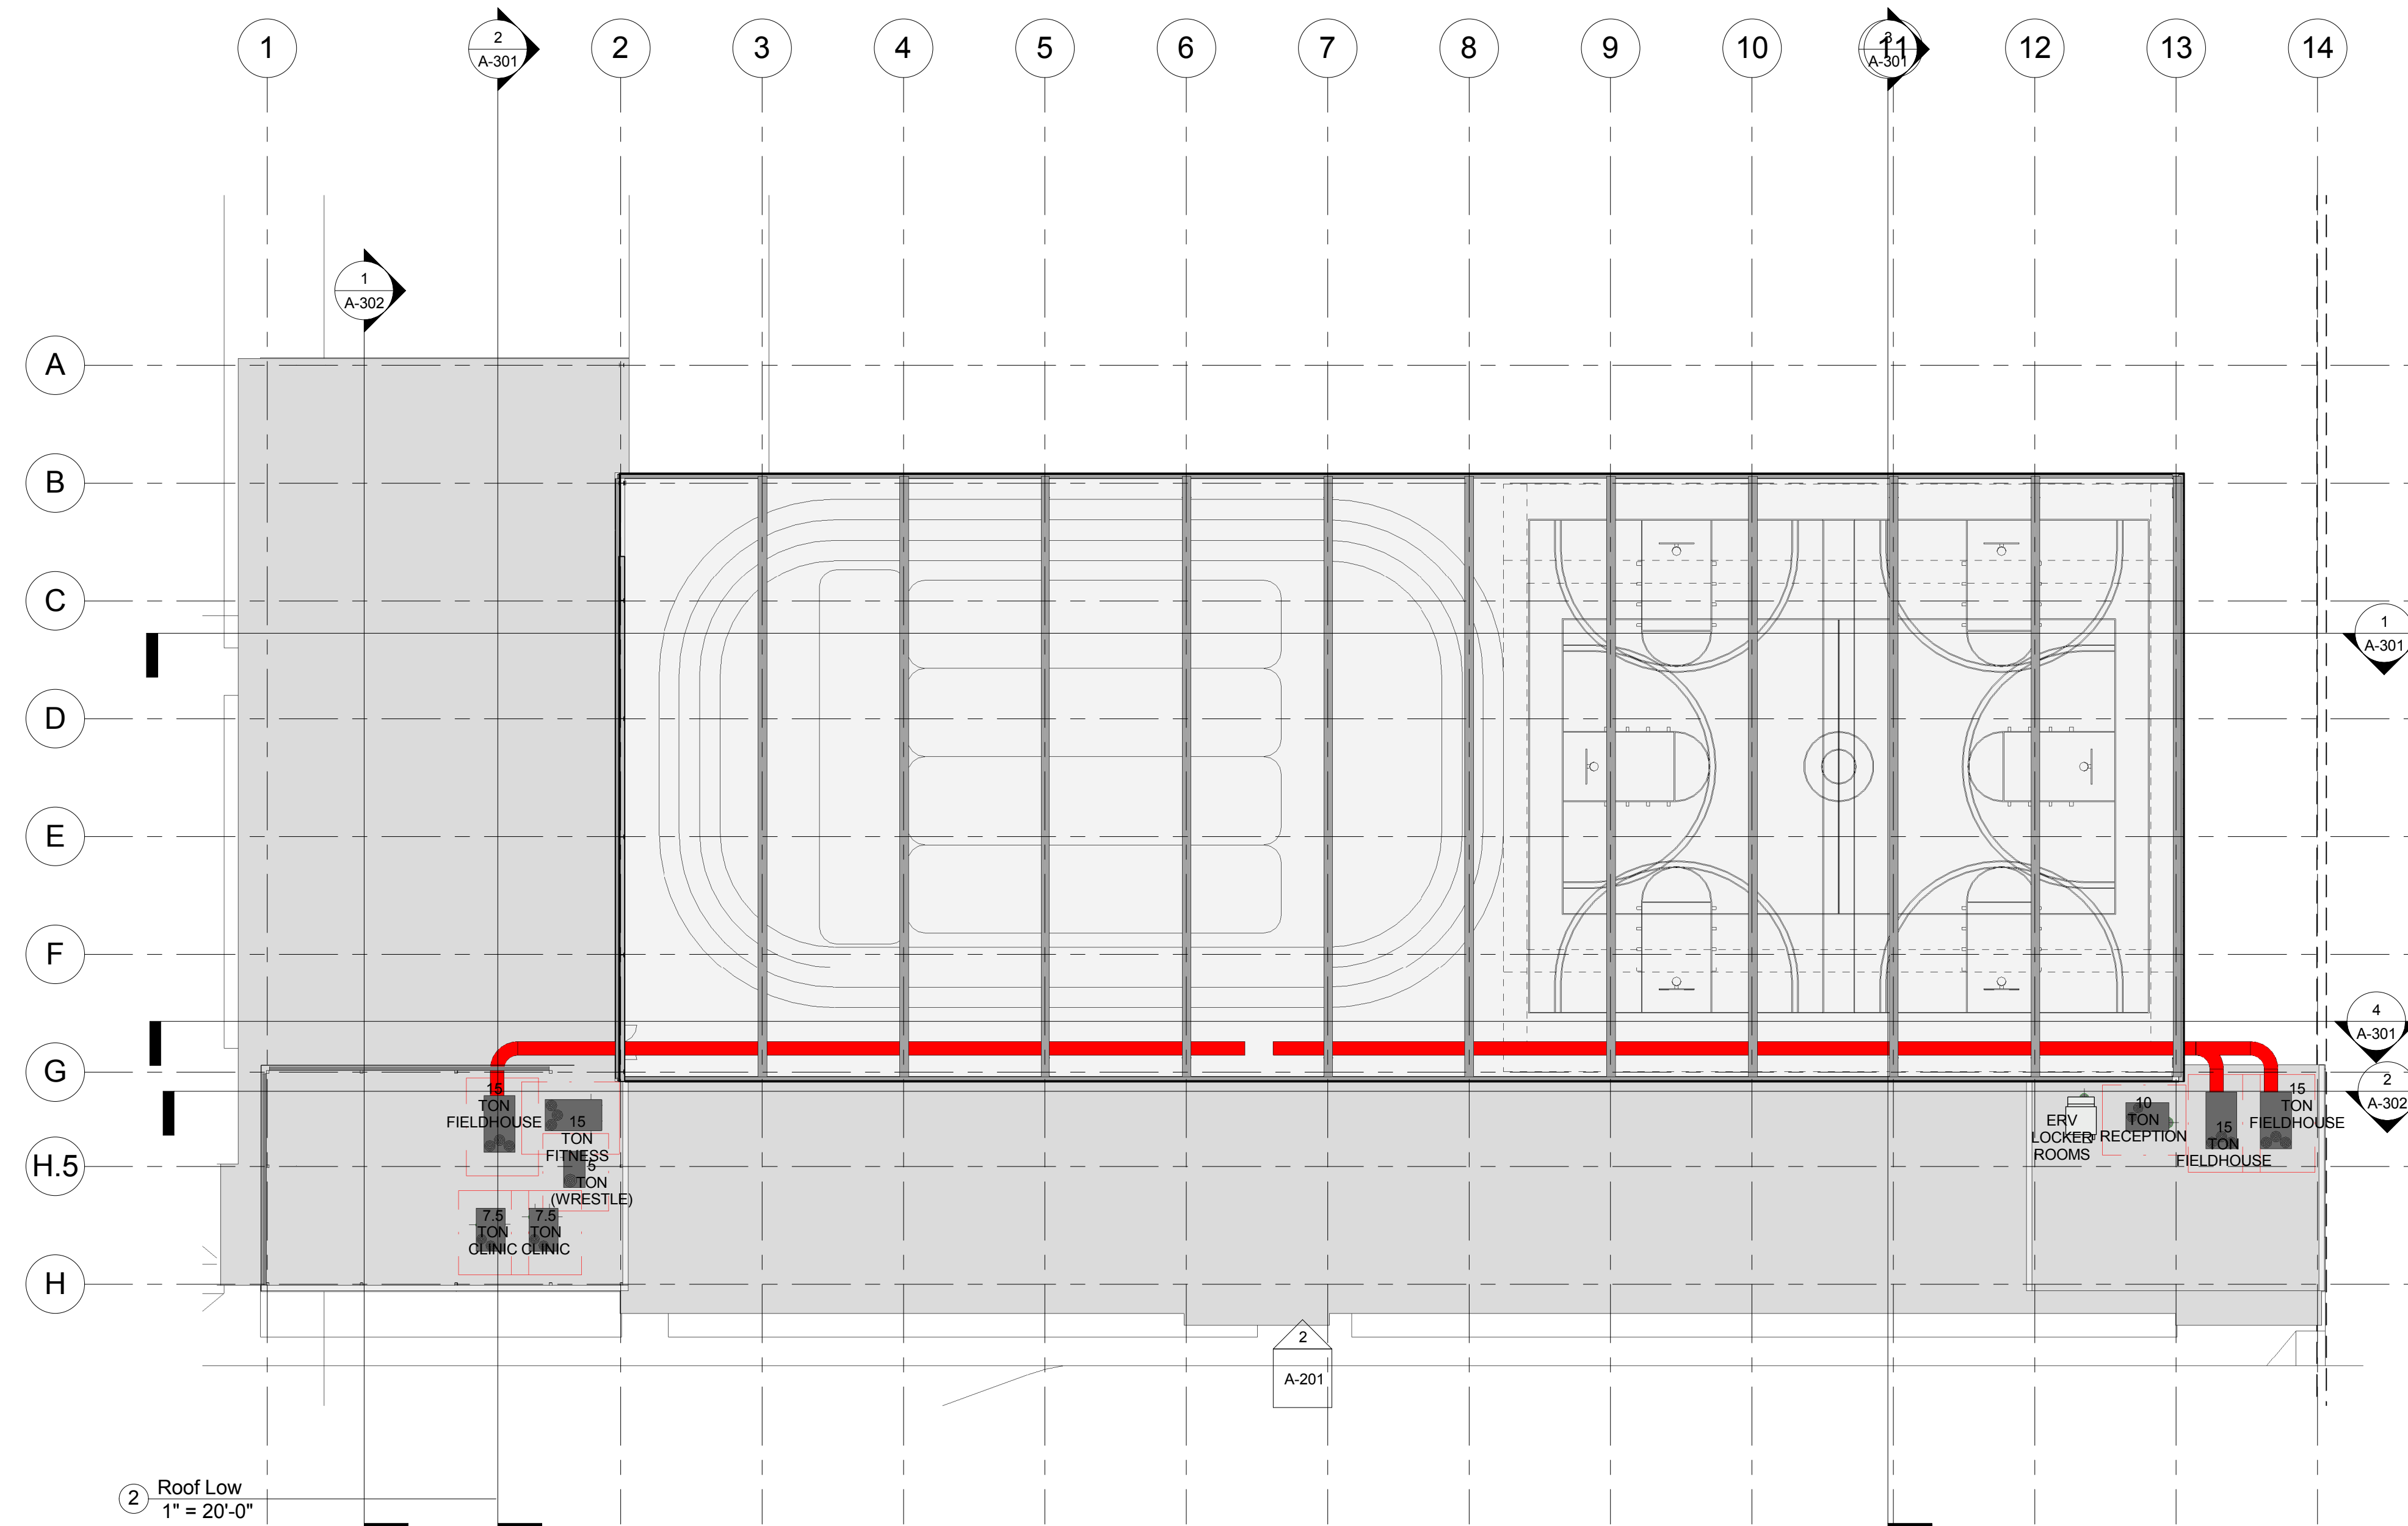 1
2
A-301
2
3
4
5
6
7
8
9
10
11
3
A-301
12
13
14
1
A-302
A
B
C
1
A-301
D
E
F
4
A-301
G
2
A-302
15
TON
FIELDHOUSE
15
TON
FITNESS
5
TON
(WRESTLE)
7.5
TON
CLINIC
7.5
TON
CLINIC
ERV
LOCKER
ROOMS
10
TON
RECEPTION
15
TON
FIELDHOUSE
15
TON
FIELDHOUSE
H.5
H
2
A-201
2
Roof Low
1" = 20'-0"